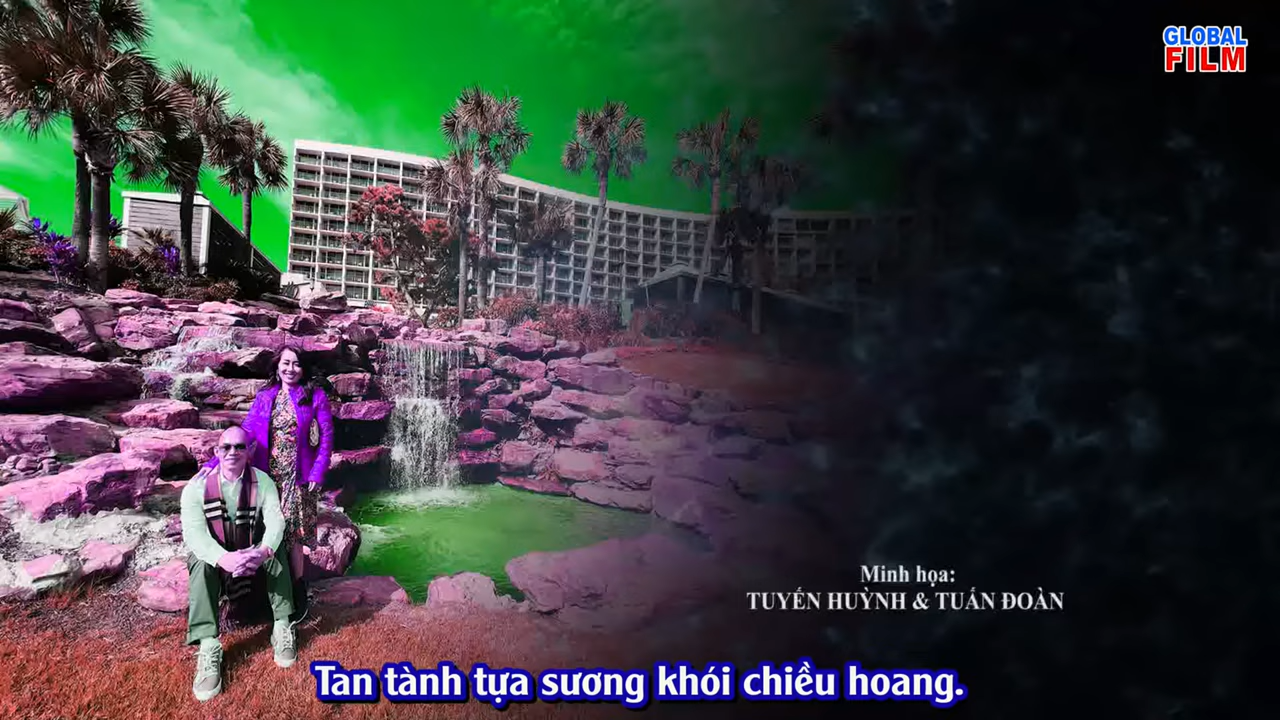 GLOBAL
FILM
Minh họa:
TUYẾN HUỲNH & TUẤN ĐOÀN
Tan tành tựa sương khói chiều hoang.